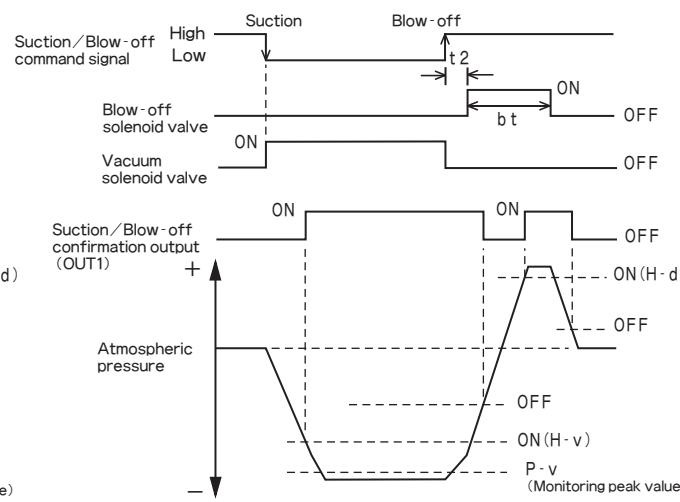 Suction
Blow-off
Suction/Blow-off
command signal
High
Low
t2
ON
Blow-off
solenoid valve
bt
OFF
ON
Vacuum
solenoid valve
OFF
ON
ON
Suction/Blow-off
confirmation output
(OUT1)
OFF
d)
+
ON(H-d
OFF
Atmospheric
pressure
OFF
ON(H-v)
P-v
(Monitoring peak value
e)
−